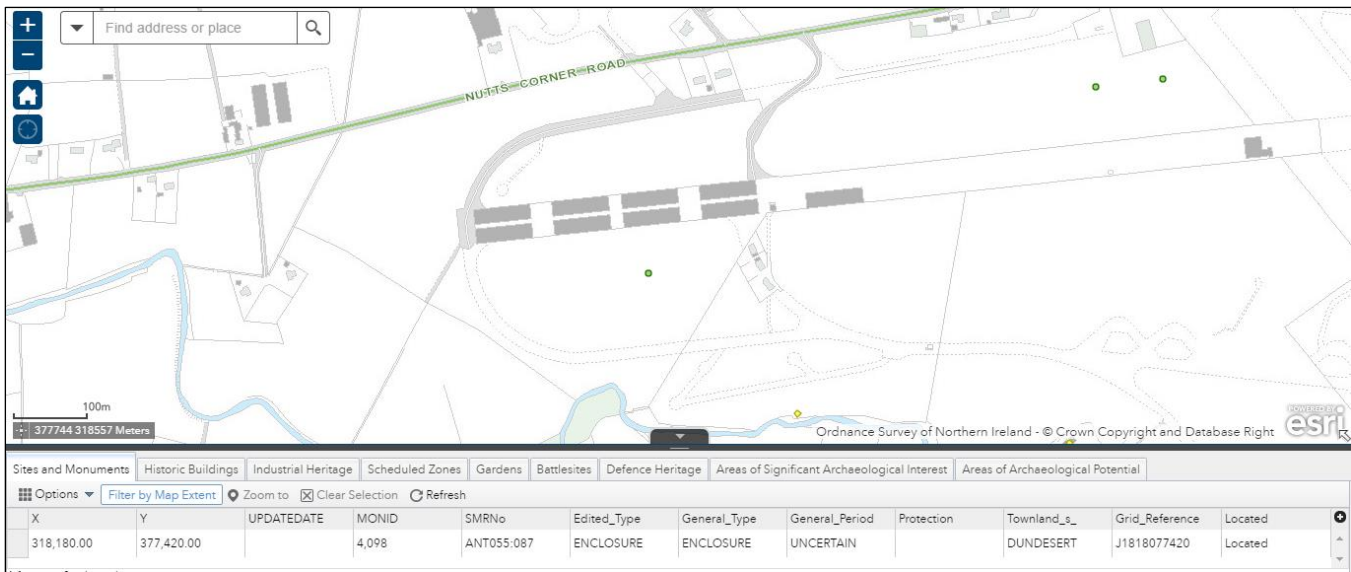 +
Find address or place
−
NUTTS CORNER ROAD
100m
377744 318557 Meters
Ordnance Survey of Northern Ireland - © Crown Copyright and Database Right
POWERED BY
esri
Sites and Monuments Historic Buildings Industrial Heritage Scheduled Zones Gardens Battlesites Defence Heritage Areas of Significant Archaeological Interest Areas of Archaeological Potential
Options Filter by Map Extent Zoom to Clear Selection Refresh
X Y UPDATEDATE MONID SMRNo Edited_Type General_Type General_Period Protection Townland_s_ Grid_Reference Located
318,180.00 377,420.00 4,098 ANT055:087 ENCLOSURE ENCLOSURE UNCERTAIN DUNDESERT J1818077420 Located